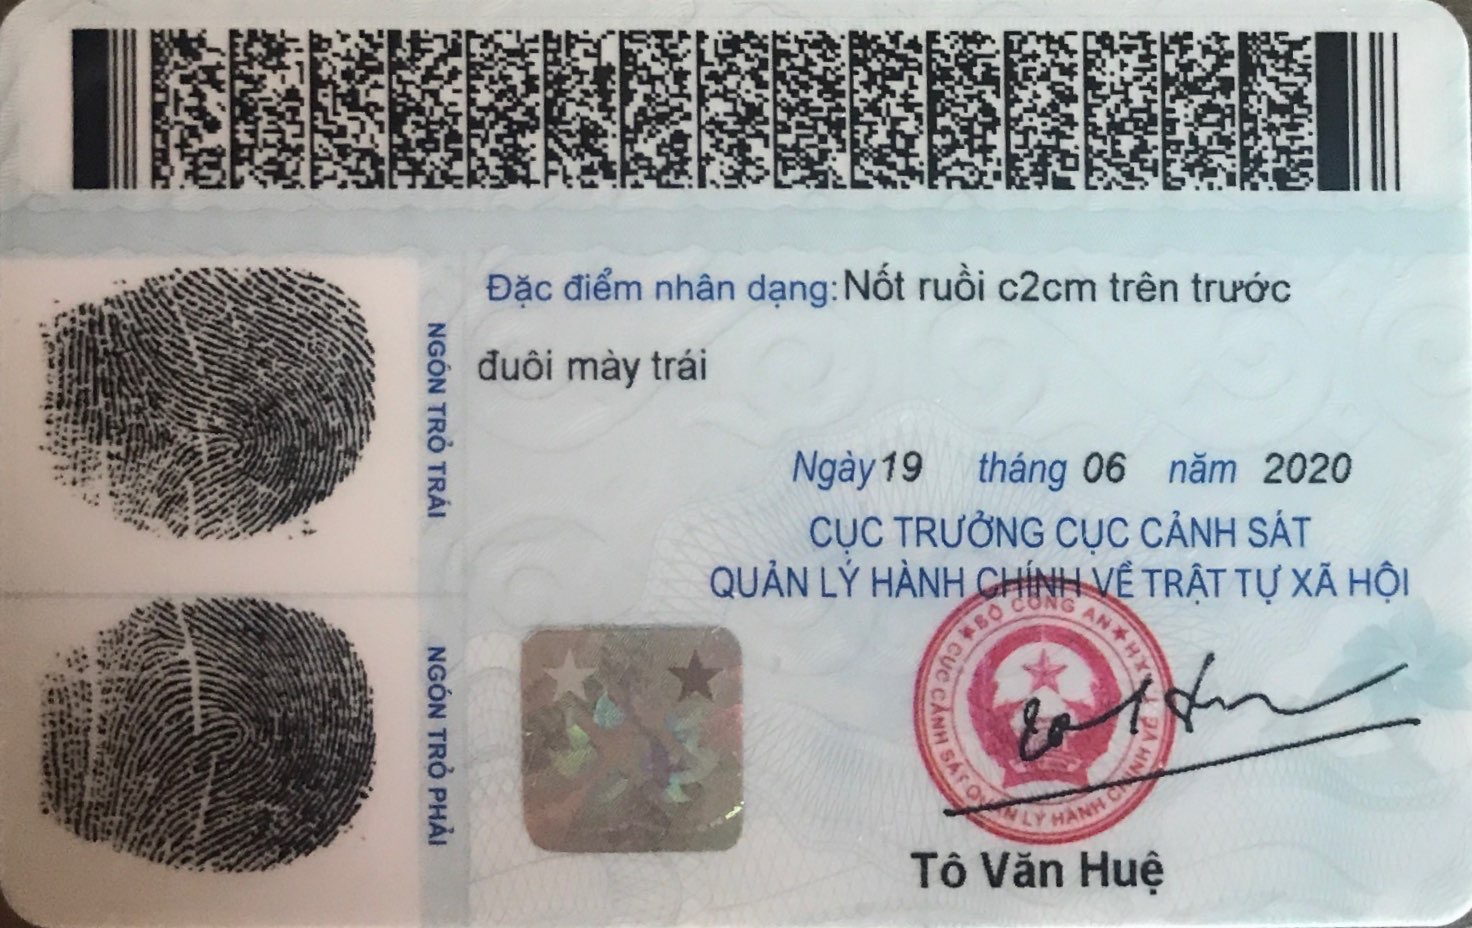 Đặc điểm nhân dạng: Nốt ruồi c2cm trên trước
đuôi mày trái
NGÓN TRỎ TRÁI
NGÓN TRỎ PHẢI
Ngày 19 tháng 06 năm 2020
CỤC TRƯỞNG CỤC CẢNH SÁT
QUẢN LÝ HÀNH CHÍNH VỀ TRẬT TỰ XÃ HỘI
BỘ CÔNG AN
CỤC CẢNH SÁT QUẢN LÝ HÀNH CHÍNH VỀ TTXH
Tô Văn Huệ